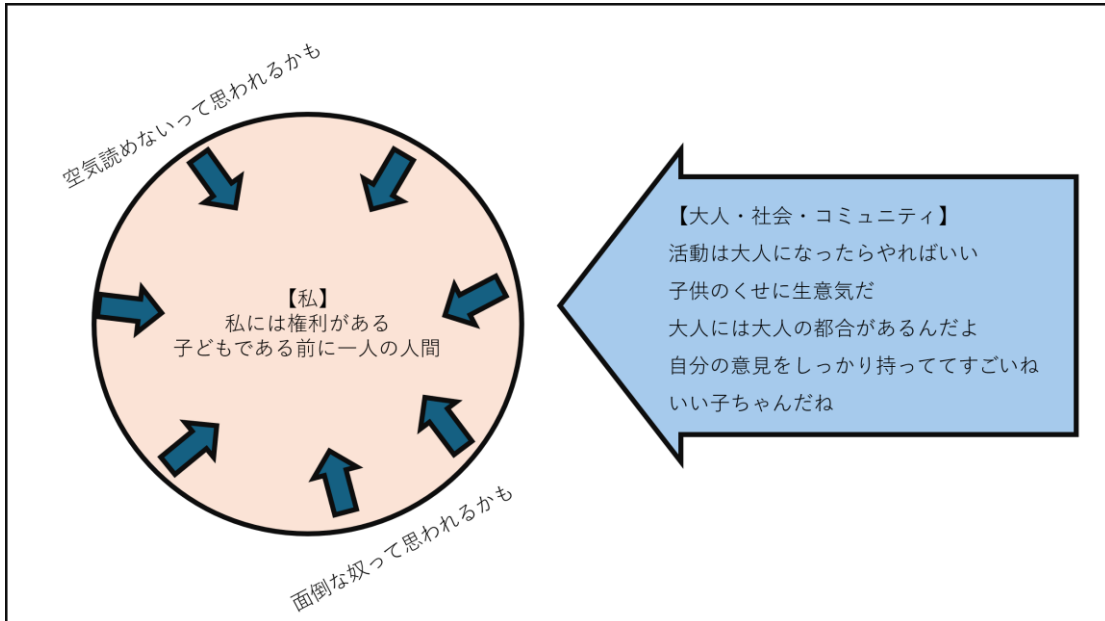 空気読めないって思われるかも
【私】
私には権利がある
子どもである前に一人の人間
面倒な奴って思われるかも
【大人・社会・コミュニティ】
活動は大人になったらやればいい
子供のくせに生意気だ
大人には大人の都合があるんだよ
自分の意見をしっかり持っててすごいね
いい子ちゃんだね